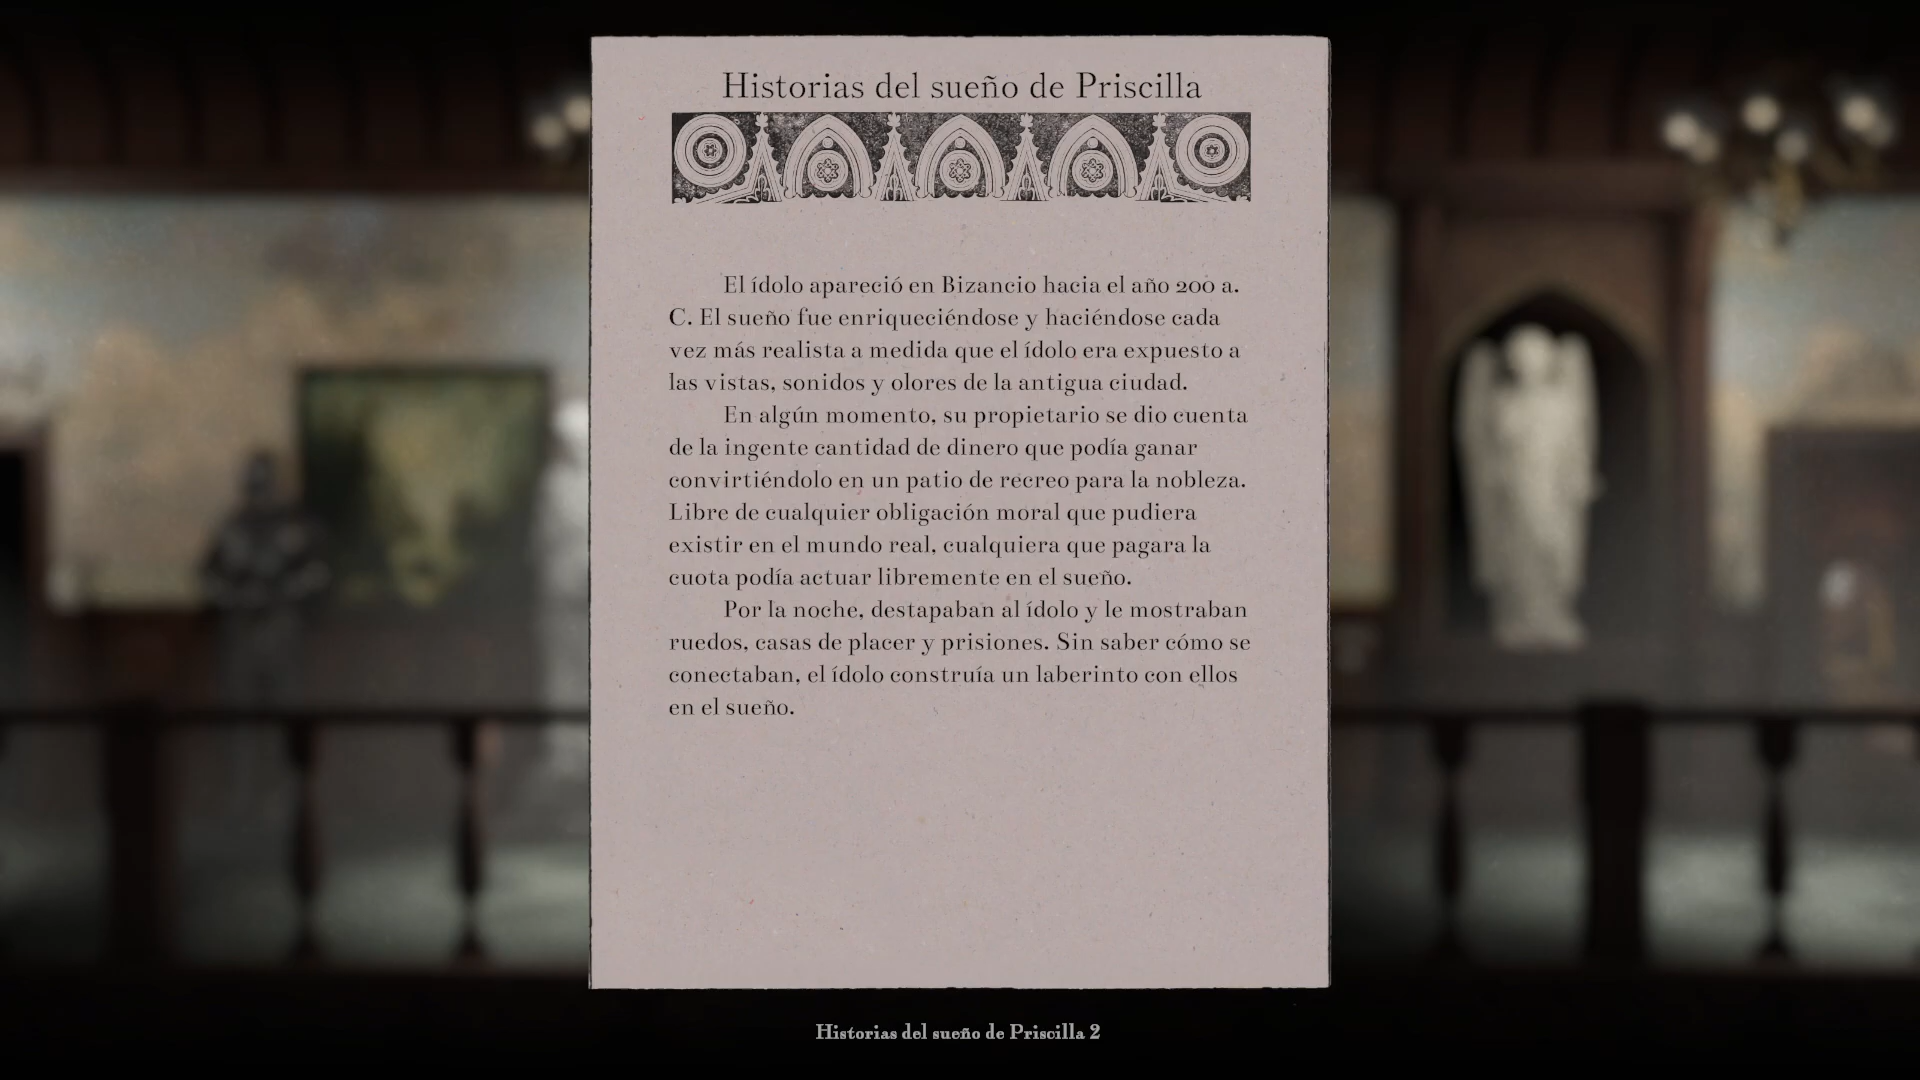 Historias del sueño de Priscilla
El ídolo apareció en Bizancio hacia el año 200 a.
C. El sueño fue enriqueciéndose y haciéndose cada
vez más realista a medida que el ídolo era expuesto a
las vistas, sonidos y olores de la antigua ciudad.
En algún momento, su propietario se dio cuenta
de la ingente cantidad de dinero que podía ganar
convirtiéndolo en un patio de recreo para la nobleza.
Libre de cualquier obligación moral que pudiera
existir en el mundo real, cualquiera que pagara la
cuota podía actuar libremente en el sueño.
Por la noche, destapaban al ídolo y le mostraban
ruedos, casas de placer y prisiones. Sin saber cómo se
conectaban, el ídolo construía un laberinto con ellos
en el sueño.
Historias del sueño de Priscilla 2